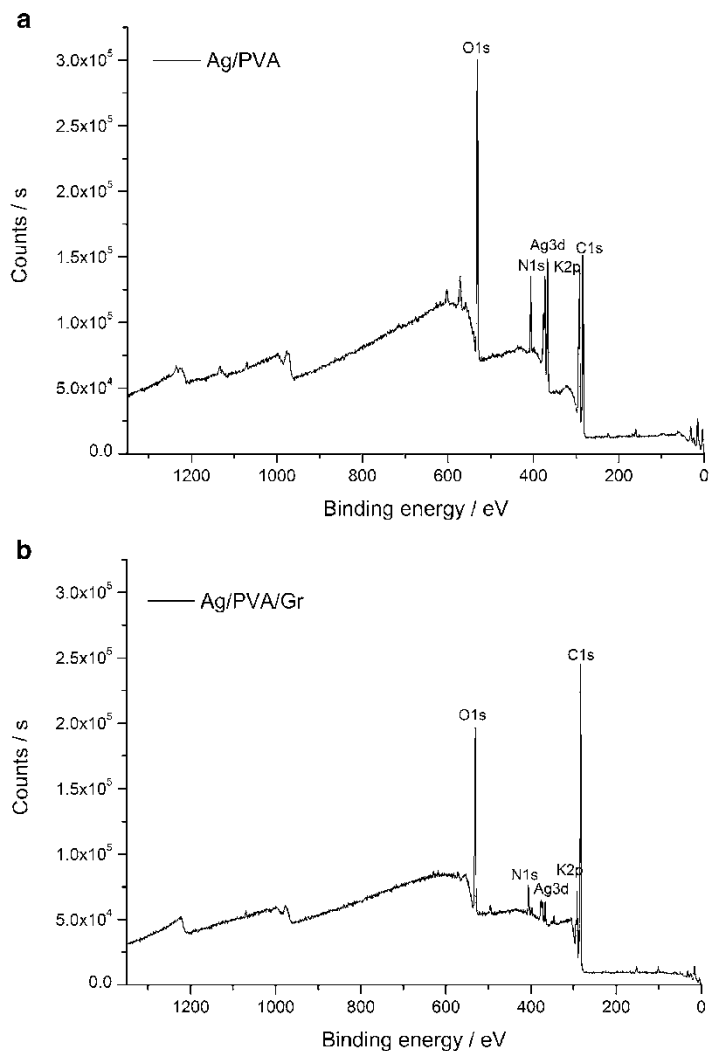 a
O1s
3.0x10⁵
Ag/PVA
2.5x10⁵
2.0x10⁵
Counts / s
1.5x10⁵
Ag3d
C1s
N1s
K2p
1.0x10⁵
5.0x10⁴
0.0
1200 1000 800 600 400 200 0
Binding energy / eV
b
3.0x10⁵
Ag/PVA/Gr
2.5x10⁵
C1s
O1s
2.0x10⁵
Counts / s
1.5x10⁵
1.0x10⁵
K2p
N1s
Ag3d
5.0x10⁴
0.0
1200 1000 800 600 400 200 0
Binding energy / eV